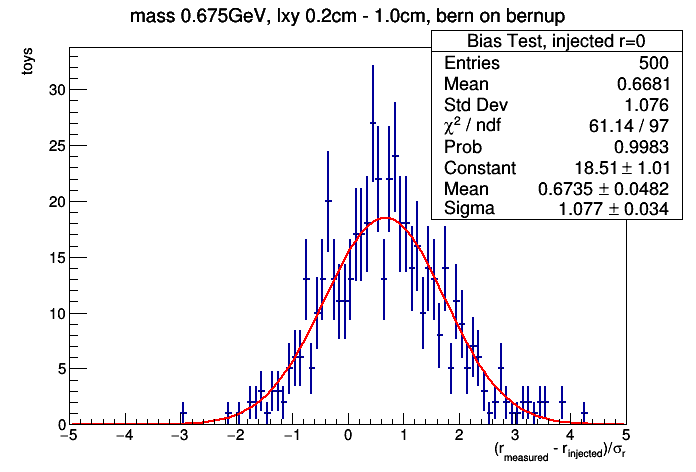 mass 0.675GeV, lxy 0.2cm - 1.0cm, bern on bernup
Bias Test, injected r=0
Entries 500
Mean 0.6681
Std Dev 1.076
χ² / ndf 61.14 / 97
Prob 0.9983
Constant 18.51 ± 1.01
Mean 0.6735 ± 0.0482
Sigma 1.077 ± 0.034
toys
30
25
20
15
10
5
0
−5 −4 −3 −2 −1 0 1 2 3 4 5
(r_measured - r_injected)/σ_r